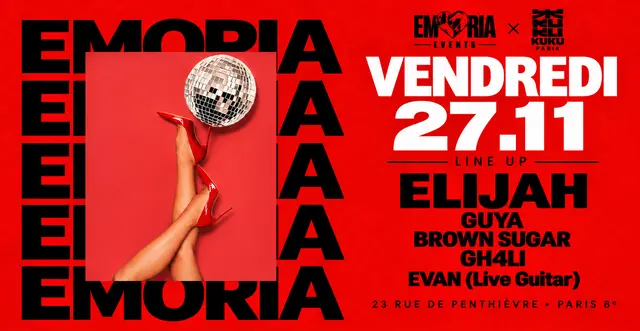 EMORIA
EMORIA
EMORIA
EMORIA
EMORIA
EMORIA
EVENTS
×
KUKU
PARIS
VENDREDI
27.11
LINE UP
ELIJAH
GUYA
BROWN SUGAR
GH4LI
EVAN (Live Guitar)
23 RUE DE PENTHIÈVRE • PARIS 8e